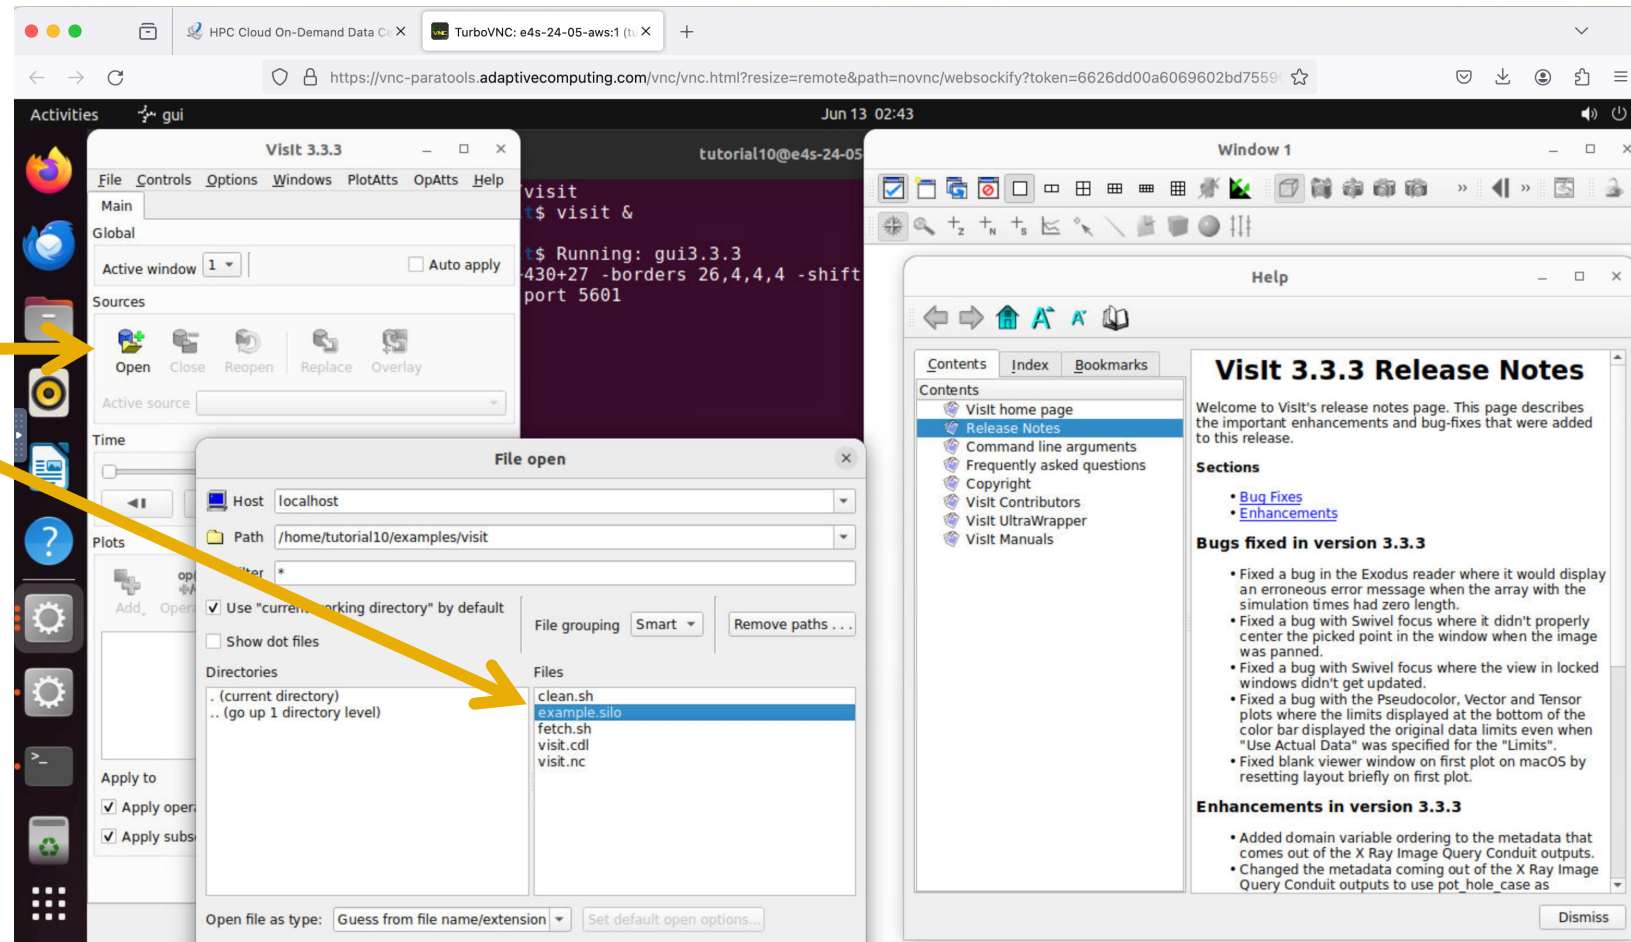 HPC Cloud On-Demand Data Ce
TurboVNC: e4s-24-05-aws:1 (tu
https://vnc-paratools.adaptivecomputing.com/vnc/vnc.html?resize=remote&path=novnc/websockify?token=6626dd00a6069602bd7559
Activities gui Jun 13 02:43
VisIt 3.3.3
File Controls Options Windows PlotAtts OpAtts Help
Main
Global
Active window 1 Auto apply
Sources
Open Close Reopen Replace Overlay
Active source
Time
Plots
Add Opera
Apply to
Apply opera
Apply subse
tutorial10@e4s-24-05
/visit
t$ visit &
t$ Running: gui3.3.3
430+27 -borders 26,4,4,4 -shift
port 5601
File open
Host localhost
Path /home/tutorial10/examples/visit
*
Use "current working directory" by default
Show dot files
File grouping Smart Remove paths . . .
Directories
. (current directory)
.. (go up 1 directory level)
Files
clean.sh
example.silo
fetch.sh
visit.cdl
visit.nc
Open file as type: Guess from file name/extension Set default open options...
Window 1
Help
Contents Index Bookmarks
Contents
VisIt home page
Release Notes
Command line arguments
Frequently asked questions
Copyright
VisIt Contributors
VisIt UltraWrapper
VisIt Manuals
VisIt 3.3.3 Release Notes
Welcome to VisIt's release notes page. This page describes
the important enhancements and bug-fixes that were added
to this release.
Sections
• Bug Fixes
• Enhancements
Bugs fixed in version 3.3.3
• Fixed a bug in the Exodus reader where it would display
an erroneous error message when the array with the
simulation times had zero length.
• Fixed a bug with Swivel focus where it didn't properly
center the picked point in the window when the image
was panned.
• Fixed a bug with Swivel focus where the view in locked
windows didn't get updated.
• Fixed a bug with the Pseudocolor, Vector and Tensor
plots where the limits displayed at the bottom of the
color bar displayed the original data limits even when
"Use Actual Data" was specified for the "Limits".
• Fixed blank viewer window on first plot on macOS by
resetting layout briefly on first plot.
Enhancements in version 3.3.3
• Added domain variable ordering to the metadata that
comes out of the X Ray Image Query Conduit outputs.
• Changed the metadata coming out of the X Ray Image
Query Conduit outputs to use pot_hole_case as
Dismiss